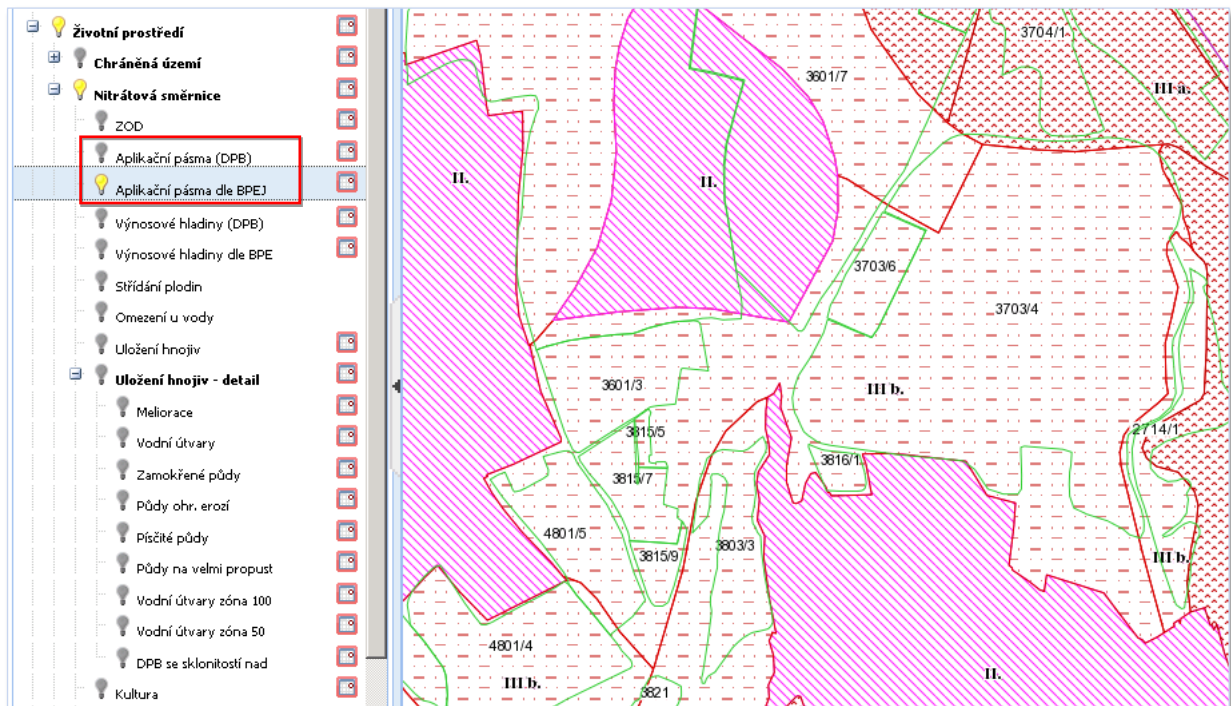 Životní prostředí
Chráněná území
Nitrátová směrnice
ZOD
Aplikační pásma (DPB)
Aplikační pásma dle BPEJ
Výnosové hladiny (DPB)
Výnosové hladiny dle BPE
Střídání plodin
Omezení u vody
Uložení hnojiv
Uložení hnojiv - detail
Meliorace
Vodní útvary
Zamokřené půdy
Půdy ohr. erozí
Písčité půdy
Půdy na velmi propust
Vodní útvary zóna 100
Vodní útvary zóna 50
DPB se sklonitostí nad
Kultura
3704/1
3601/7
III a.
II.
II.
3703/6
3703/4
3601/3
III b.
3815/5
2714/1
3816/1
3815/7
4801/5
3803/3
3815/9
III b.
4801/4
II.
III b.
3821